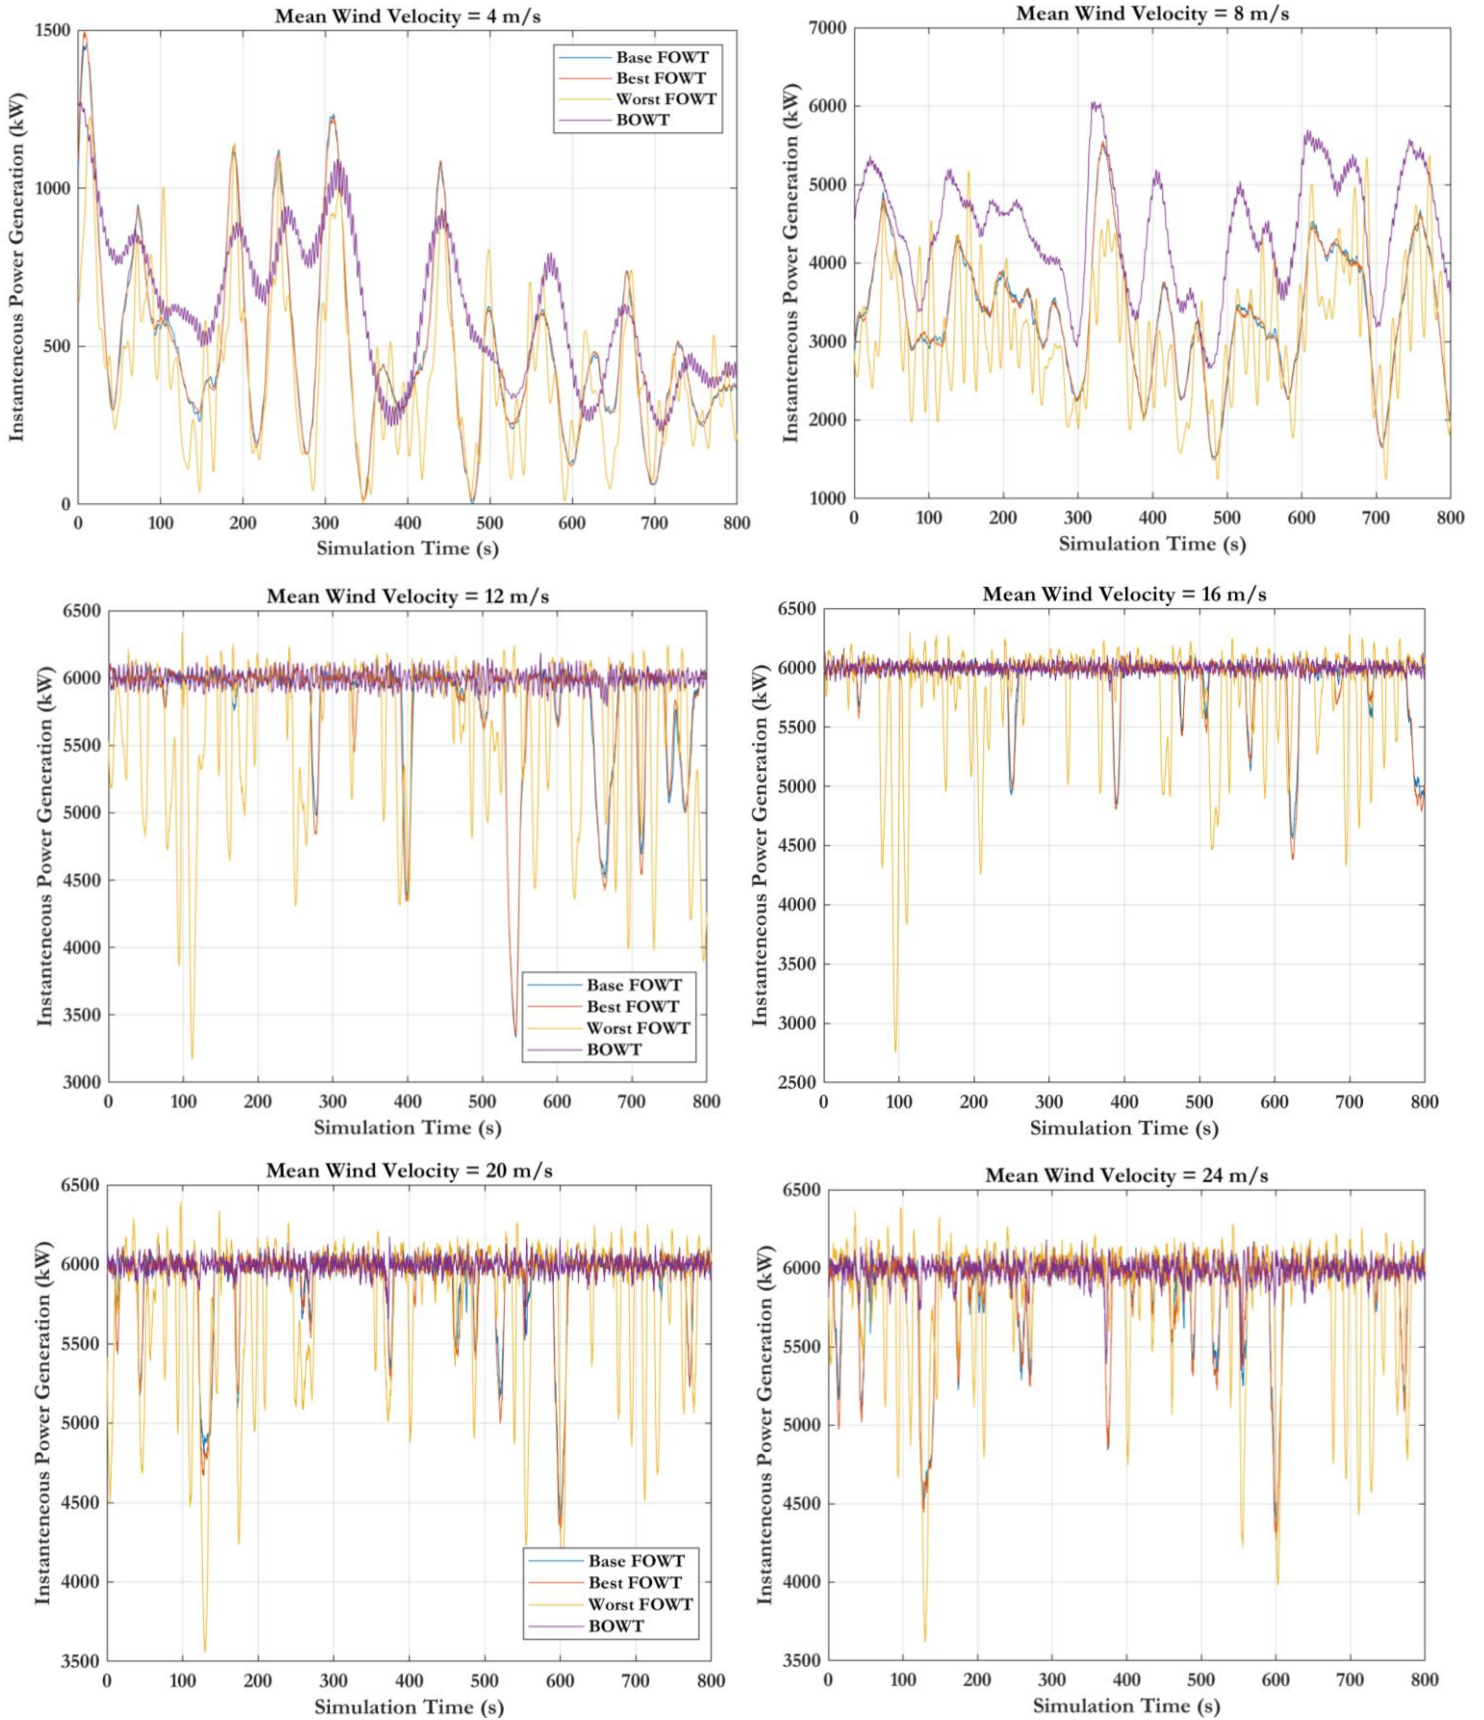 Mean Wind Velocity = 4 m/s
Instanteneous Power Generation (kW)
1500
1000
500
0
Base FOWT
Best FOWT
Worst FOWT
BOWT
0 100 200 300 400 500 600 700 800
Simulation Time (s)
Mean Wind Velocity = 8 m/s
Instantaneous Power Generation (kW)
7000
6000
5000
4000
3000
2000
1000
0 100 200 300 400 500 600 700 800
Simulation Time (s)
Mean Wind Velocity = 12 m/s
Instanteneous Power Generation (kW)
6500
6000
5500
5000
4500
4000
3500
3000
Base FOWT
Best FOWT
Worst FOWT
BOWT
0 100 200 300 400 500 600 700 800
Simulation Time (s)
Mean Wind Velocity = 16 m/s
Instanteneous Power Generation (kW)
6500
6000
5500
5000
4500
4000
3500
3000
2500
0 100 200 300 400 500 600 700 800
Simulation Time (s)
Mean Wind Velocity = 20 m/s
Instanteneous Power Generation (kW)
6500
6000
5500
5000
4500
4000
3500
Base FOWT
Best FOWT
Worst FOWT
BOWT
0 100 200 300 400 500 600 700 800
Simulation Time (s)
Mean Wind Velocity = 24 m/s
Instanteneous Power Generation (kW)
6500
6000
5500
5000
4500
4000
3500
0 100 200 300 400 500 600 700 800
Simulation Time (s)